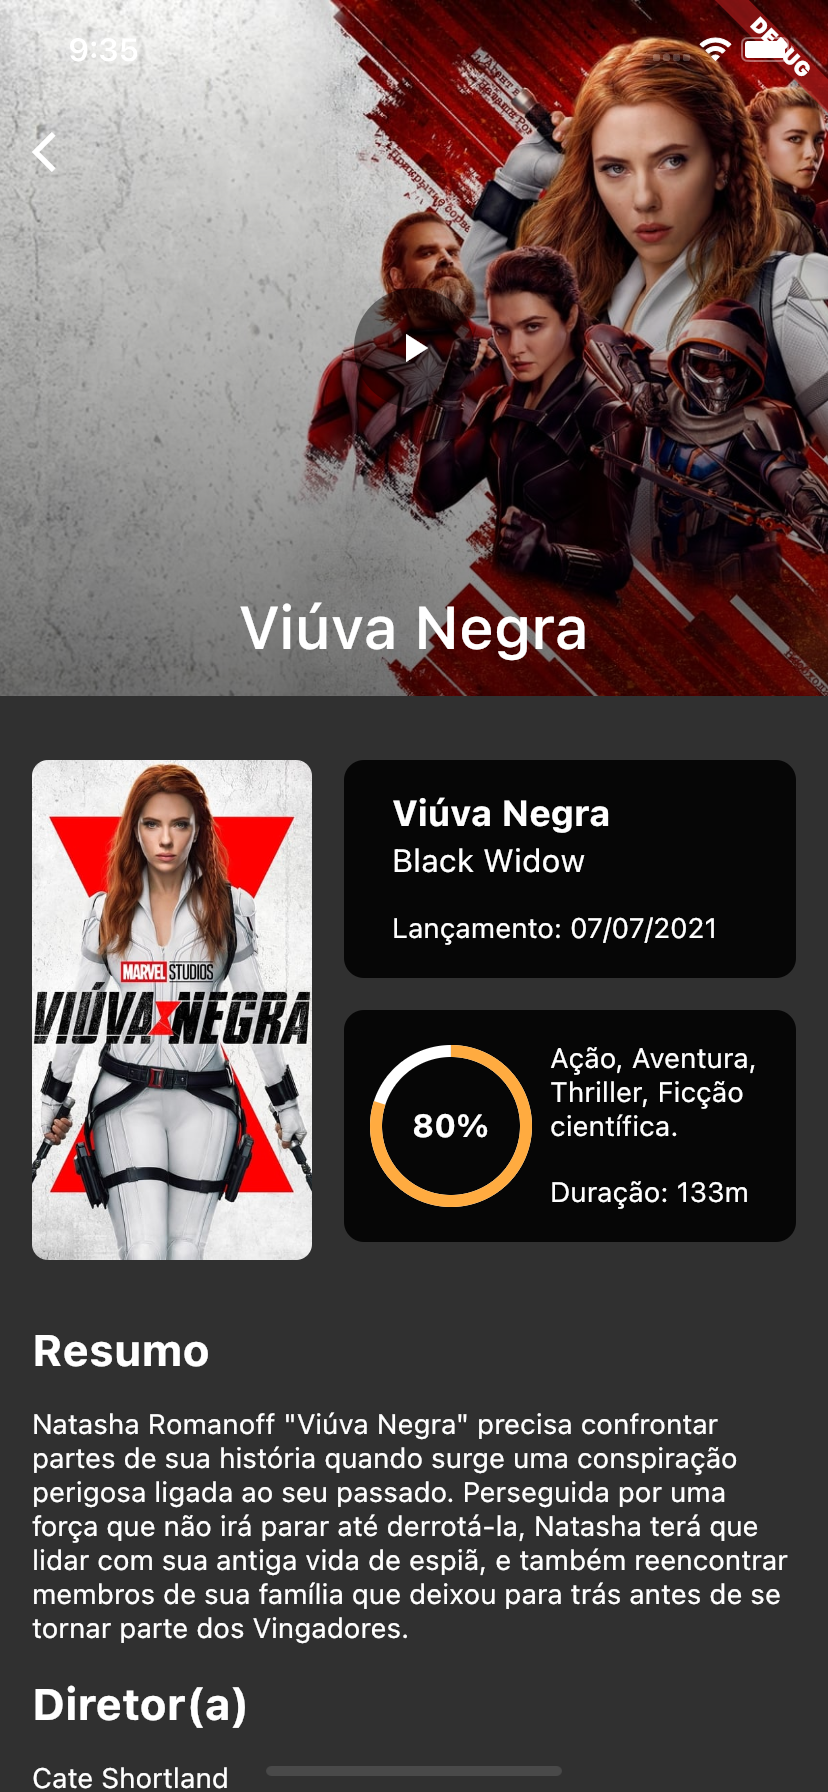 9:35
DEBUG
Viúva Negra
MARVEL STUDIOS
VIÚVA NEGRA
Viúva Negra
Black Widow
Lançamento: 07/07/2021
80%
Ação, Aventura,
Thriller, Ficção
científica.
Duração: 133m
Resumo
Natasha Romanoff "Viúva Negra" precisa confrontar
partes de sua história quando surge uma conspiração
perigosa ligada ao seu passado. Perseguida por uma
força que não irá parar até derrotá-la, Natasha terá que
lidar com sua antiga vida de espiã, e também reencontrar
membros de sua família que deixou para trás antes de se
tornar parte dos Vingadores.
Diretor(a)
Cate Shortland